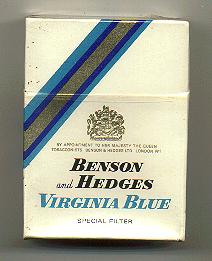 BY APPOINTMENT TO HER MAJESTY THE QUEEN
TOBACCONISTS BENSON & HEDGES LTD. LONDON W1
BENSON
and HEDGES
VIRGINIA BLUE
SPECIAL FILTER